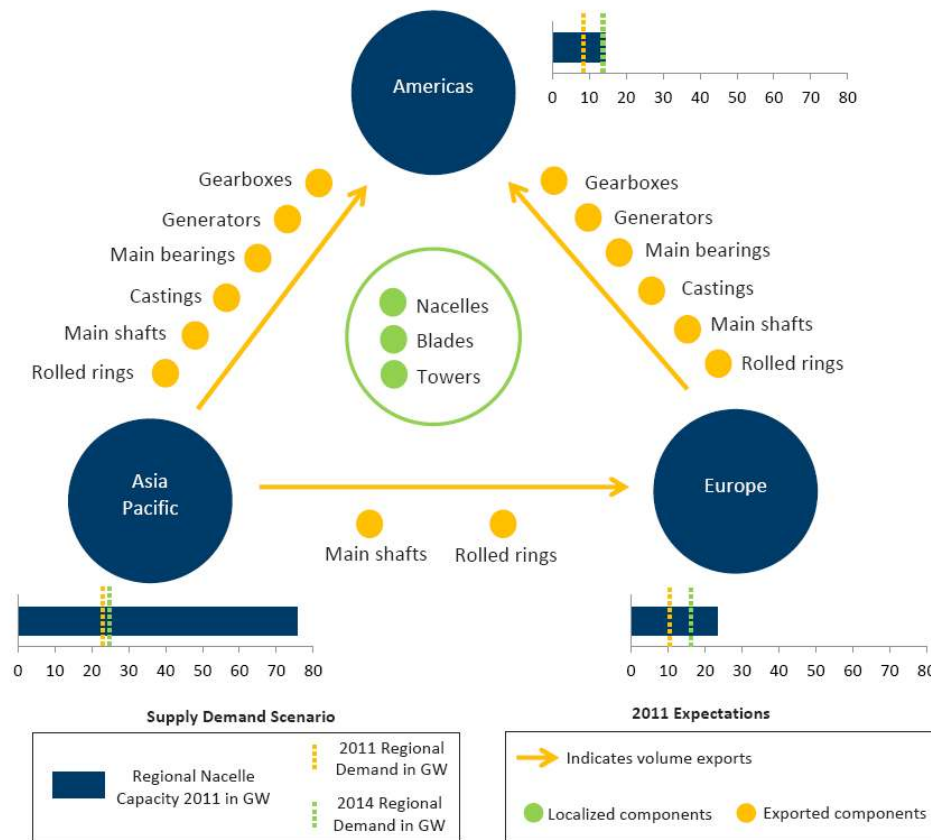 Americas
0 10 20 30 40 50 60 70 80
Gearboxes
Generators
Main bearings
Castings
Main shafts
Rolled rings
Gearboxes
Generators
Main bearings
Castings
Main shafts
Rolled rings
Nacelles
Blades
Towers
Asia
Pacific
Europe
Main shafts
Rolled rings
0 10 20 30 40 50 60 70 80
0 10 20 30 40 50 60 70 80
Supply Demand Scenario
Regional Nacelle
Capacity 2011 in GW
2011 Regional
Demand in GW
2014 Regional
Demand in GW
2011 Expectations
Indicates volume exports
Localized components
Exported components